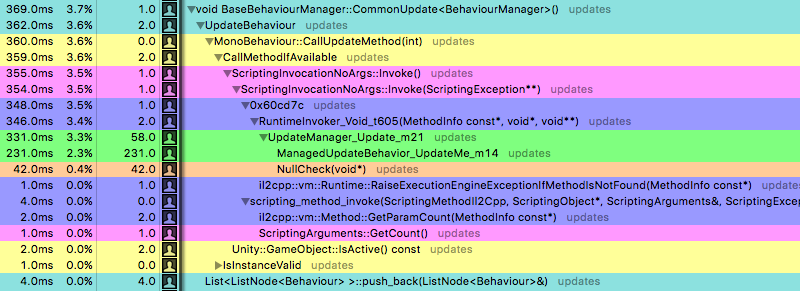 369.0ms 3.7% 1.0 ▼void BaseBehaviourManager::CommonUpdate<BehaviourManager>() updates
362.0ms 3.6% 2.0 ▼UpdateBehaviour updates
360.0ms 3.6% 0.0 ▼MonoBehaviour::CallUpdateMethod(int) updates
359.0ms 3.6% 2.0 ▼CallMethodIfAvailable updates
355.0ms 3.5% 1.0 ▼ScriptingInvocationNoArgs::Invoke() updates
354.0ms 3.5% 1.0 ▼ScriptingInvocationNoArgs::Invoke(ScriptingException**) updates
348.0ms 3.5% 1.0 ▼0x60cd7c updates
346.0ms 3.4% 2.0 ▼RuntimeInvoker_Void_t605(MethodInfo const*, void*, void**) updates
331.0ms 3.3% 58.0 ▼UpdateManager_Update_m21 updates
231.0ms 2.3% 231.0 ManagedUpdateBehavior_UpdateMe_m14 updates
42.0ms 0.4% 42.0 NullCheck(void*) updates
1.0ms 0.0% 1.0 il2cpp::vm::Runtime::RaiseExecutionEngineExceptionIfMethodIsNotFound(MethodInfo const*) updates
4.0ms 0.0% 0.0 ▼scripting_method_invoke(ScriptingMethodIl2Cpp, ScriptingObject*, ScriptingArguments&, ScriptingExcep
2.0ms 0.0% 2.0 il2cpp::vm::Method::GetParamCount(MethodInfo const*) updates
1.0ms 0.0% 1.0 ScriptingArguments::GetCount() updates
2.0ms 0.0% 2.0 Unity::GameObject::IsActive() const updates
1.0ms 0.0% 0.0 ▶IsInstanceValid updates
4.0ms 0.0% 4.0 List<ListNode<Behaviour> >::push_back(ListNode<Behaviour>&) updates